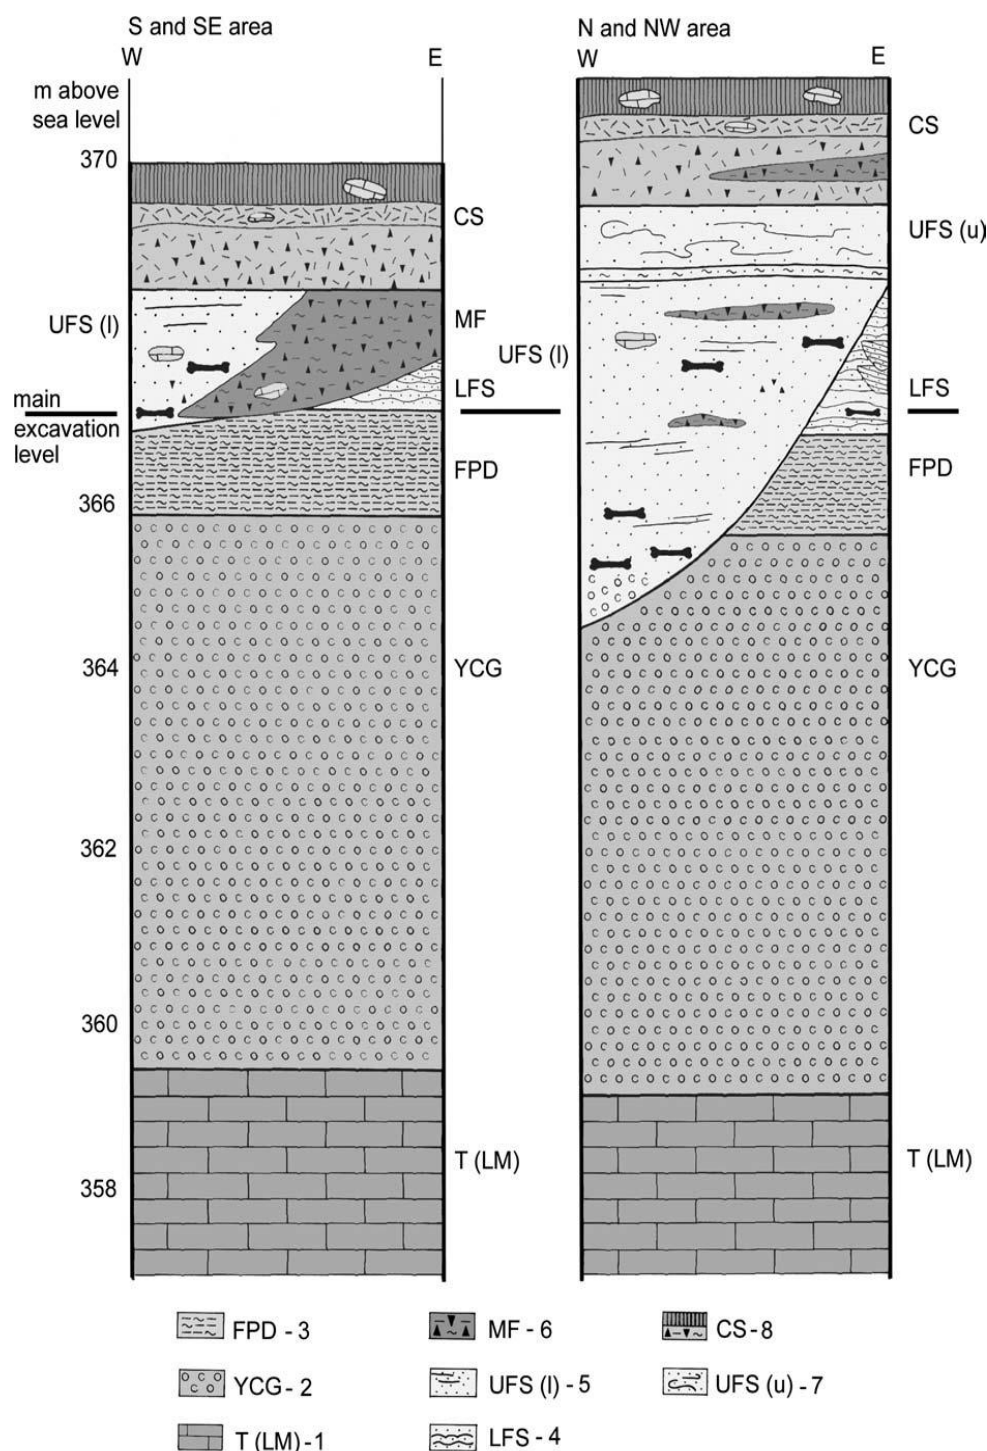 S and SE area
W
E
m above
sea level
370
CS
UFS (l)
MF
LFS
main
excavation
level
FPD
366
364
YCG
362
360
T (LM)
358
N and NW area
W
E
CS
UFS (u)
UFS (l)
LFS
FPD
YCG
T (LM)
FPD - 3
MF - 6
CS - 8
YCG - 2
UFS (l) - 5
UFS (u) - 7
T (LM) - 1
LFS - 4